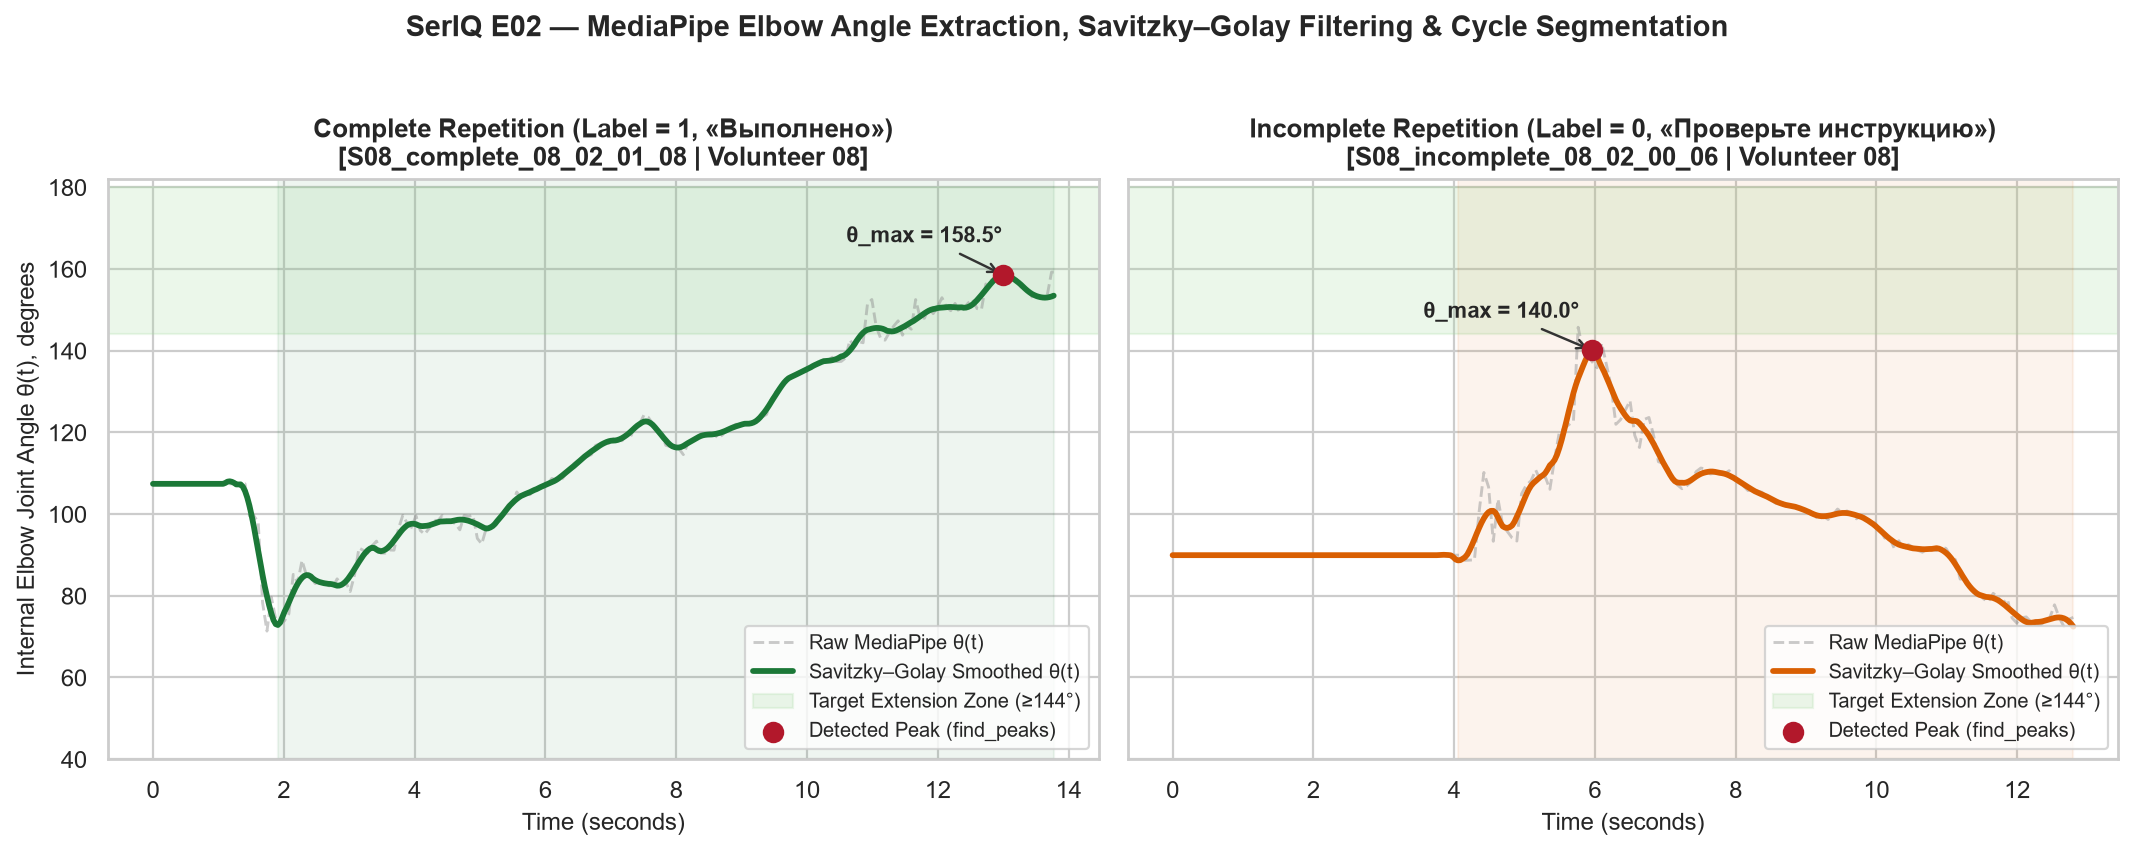 SerIQ E02 — MediaPipe Elbow Angle Extraction, Savitzky–Golay Filtering & Cycle Segmentation
Complete Repetition (Label = 1, «Выполнено»)
[S08_complete_08_02_01_08 | Volunteer 08]
Internal Elbow Joint Angle θ(t), degrees
180
160
140
120
100
80
60
40
θ_max = 158.5°
Raw MediaPipe θ(t)
Savitzky–Golay Smoothed θ(t)
Target Extension Zone (≥144°)
Detected Peak (find_peaks)
0 2 4 6 8 10 12 14
Time (seconds)
Incomplete Repetition (Label = 0, «Проверьте инструкцию»)
[S08_incomplete_08_02_00_06 | Volunteer 08]
θ_max = 140.0°
Raw MediaPipe θ(t)
Savitzky–Golay Smoothed θ(t)
Target Extension Zone (≥144°)
Detected Peak (find_peaks)
0 2 4 6 8 10 12
Time (seconds)